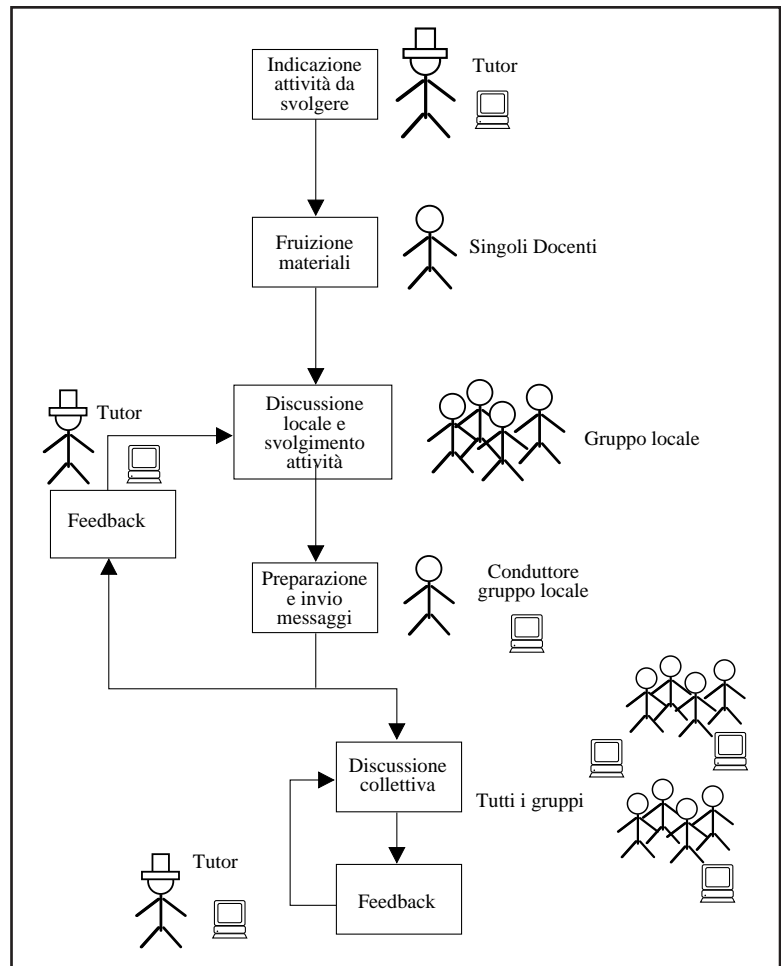 Indicazione
attività da
svolgere
Tutor
Fruizione
materiali
Singoli Docenti
Tutor
Discussione
locale e
svolgimento
attività
Gruppo locale
Feedback
Preparazione
e invio
messaggi
Conduttore
gruppo locale
Discussione
collettiva
Tutti i gruppi
Tutor
Feedback